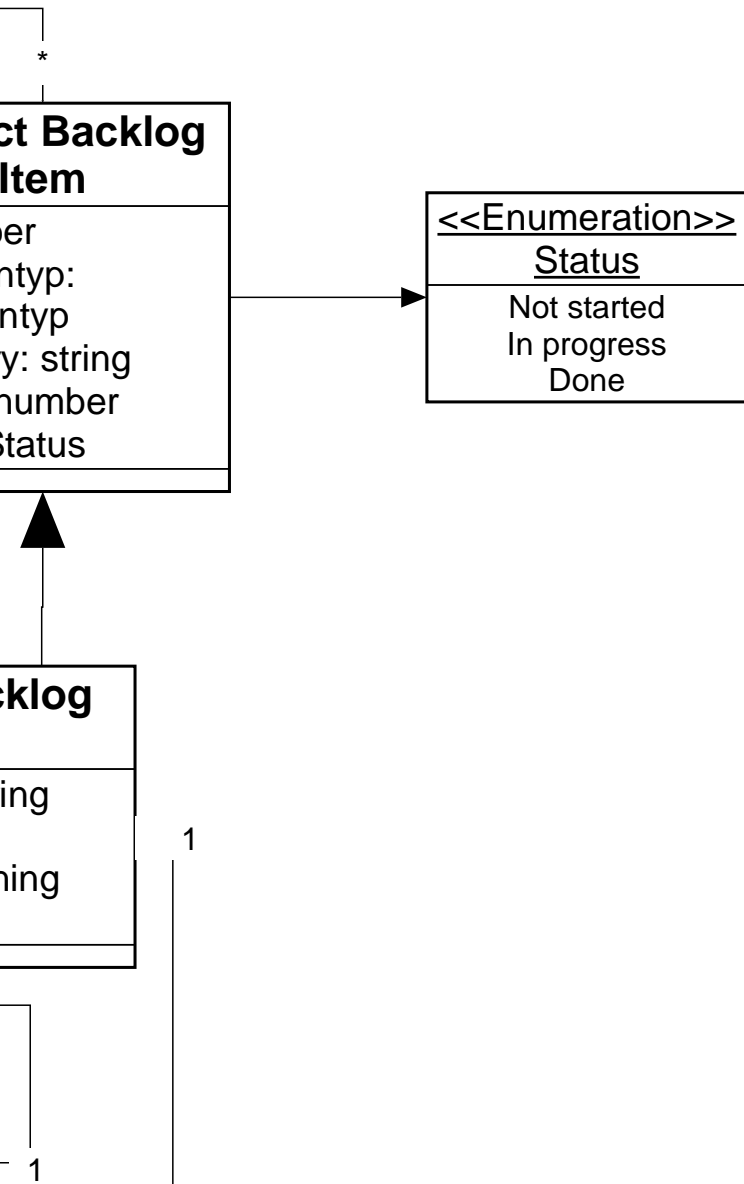 *
ct Backlog
Item
ber
ntyp:
ntyp
y: string
number
Status
<<Enumeration>>
Status
Not started
In progress
Done
cklog
ing
1
ning
1